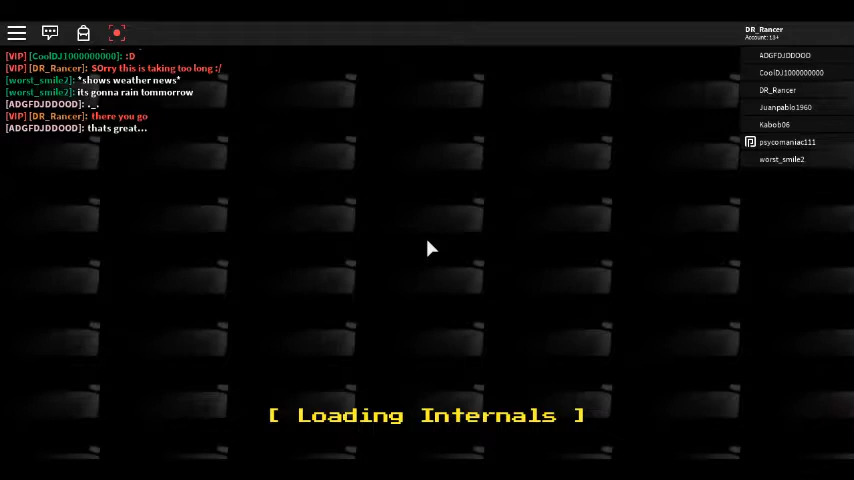 DR_Rancer
Account: 13+
[VIP] [CoolDJ1000000000]: :D
[VIP] [DR_Rancer]: SOrry this is taking too long :/
[worst_smile2]: *shows weather news*
[worst_smile2]: its gonna rain tommorrow
[ADGFDJDDOOD]: ._.
[VIP] [DR_Rancer]: there you go
[ADGFDJDDOOD]: thats great...
ADGFDJDDOOD
CoolDJ1000000000
DR_Rancer
Juanpablo1960
Kabob06
psycomaniac111
worst_smile2
[ Loading Internals ]